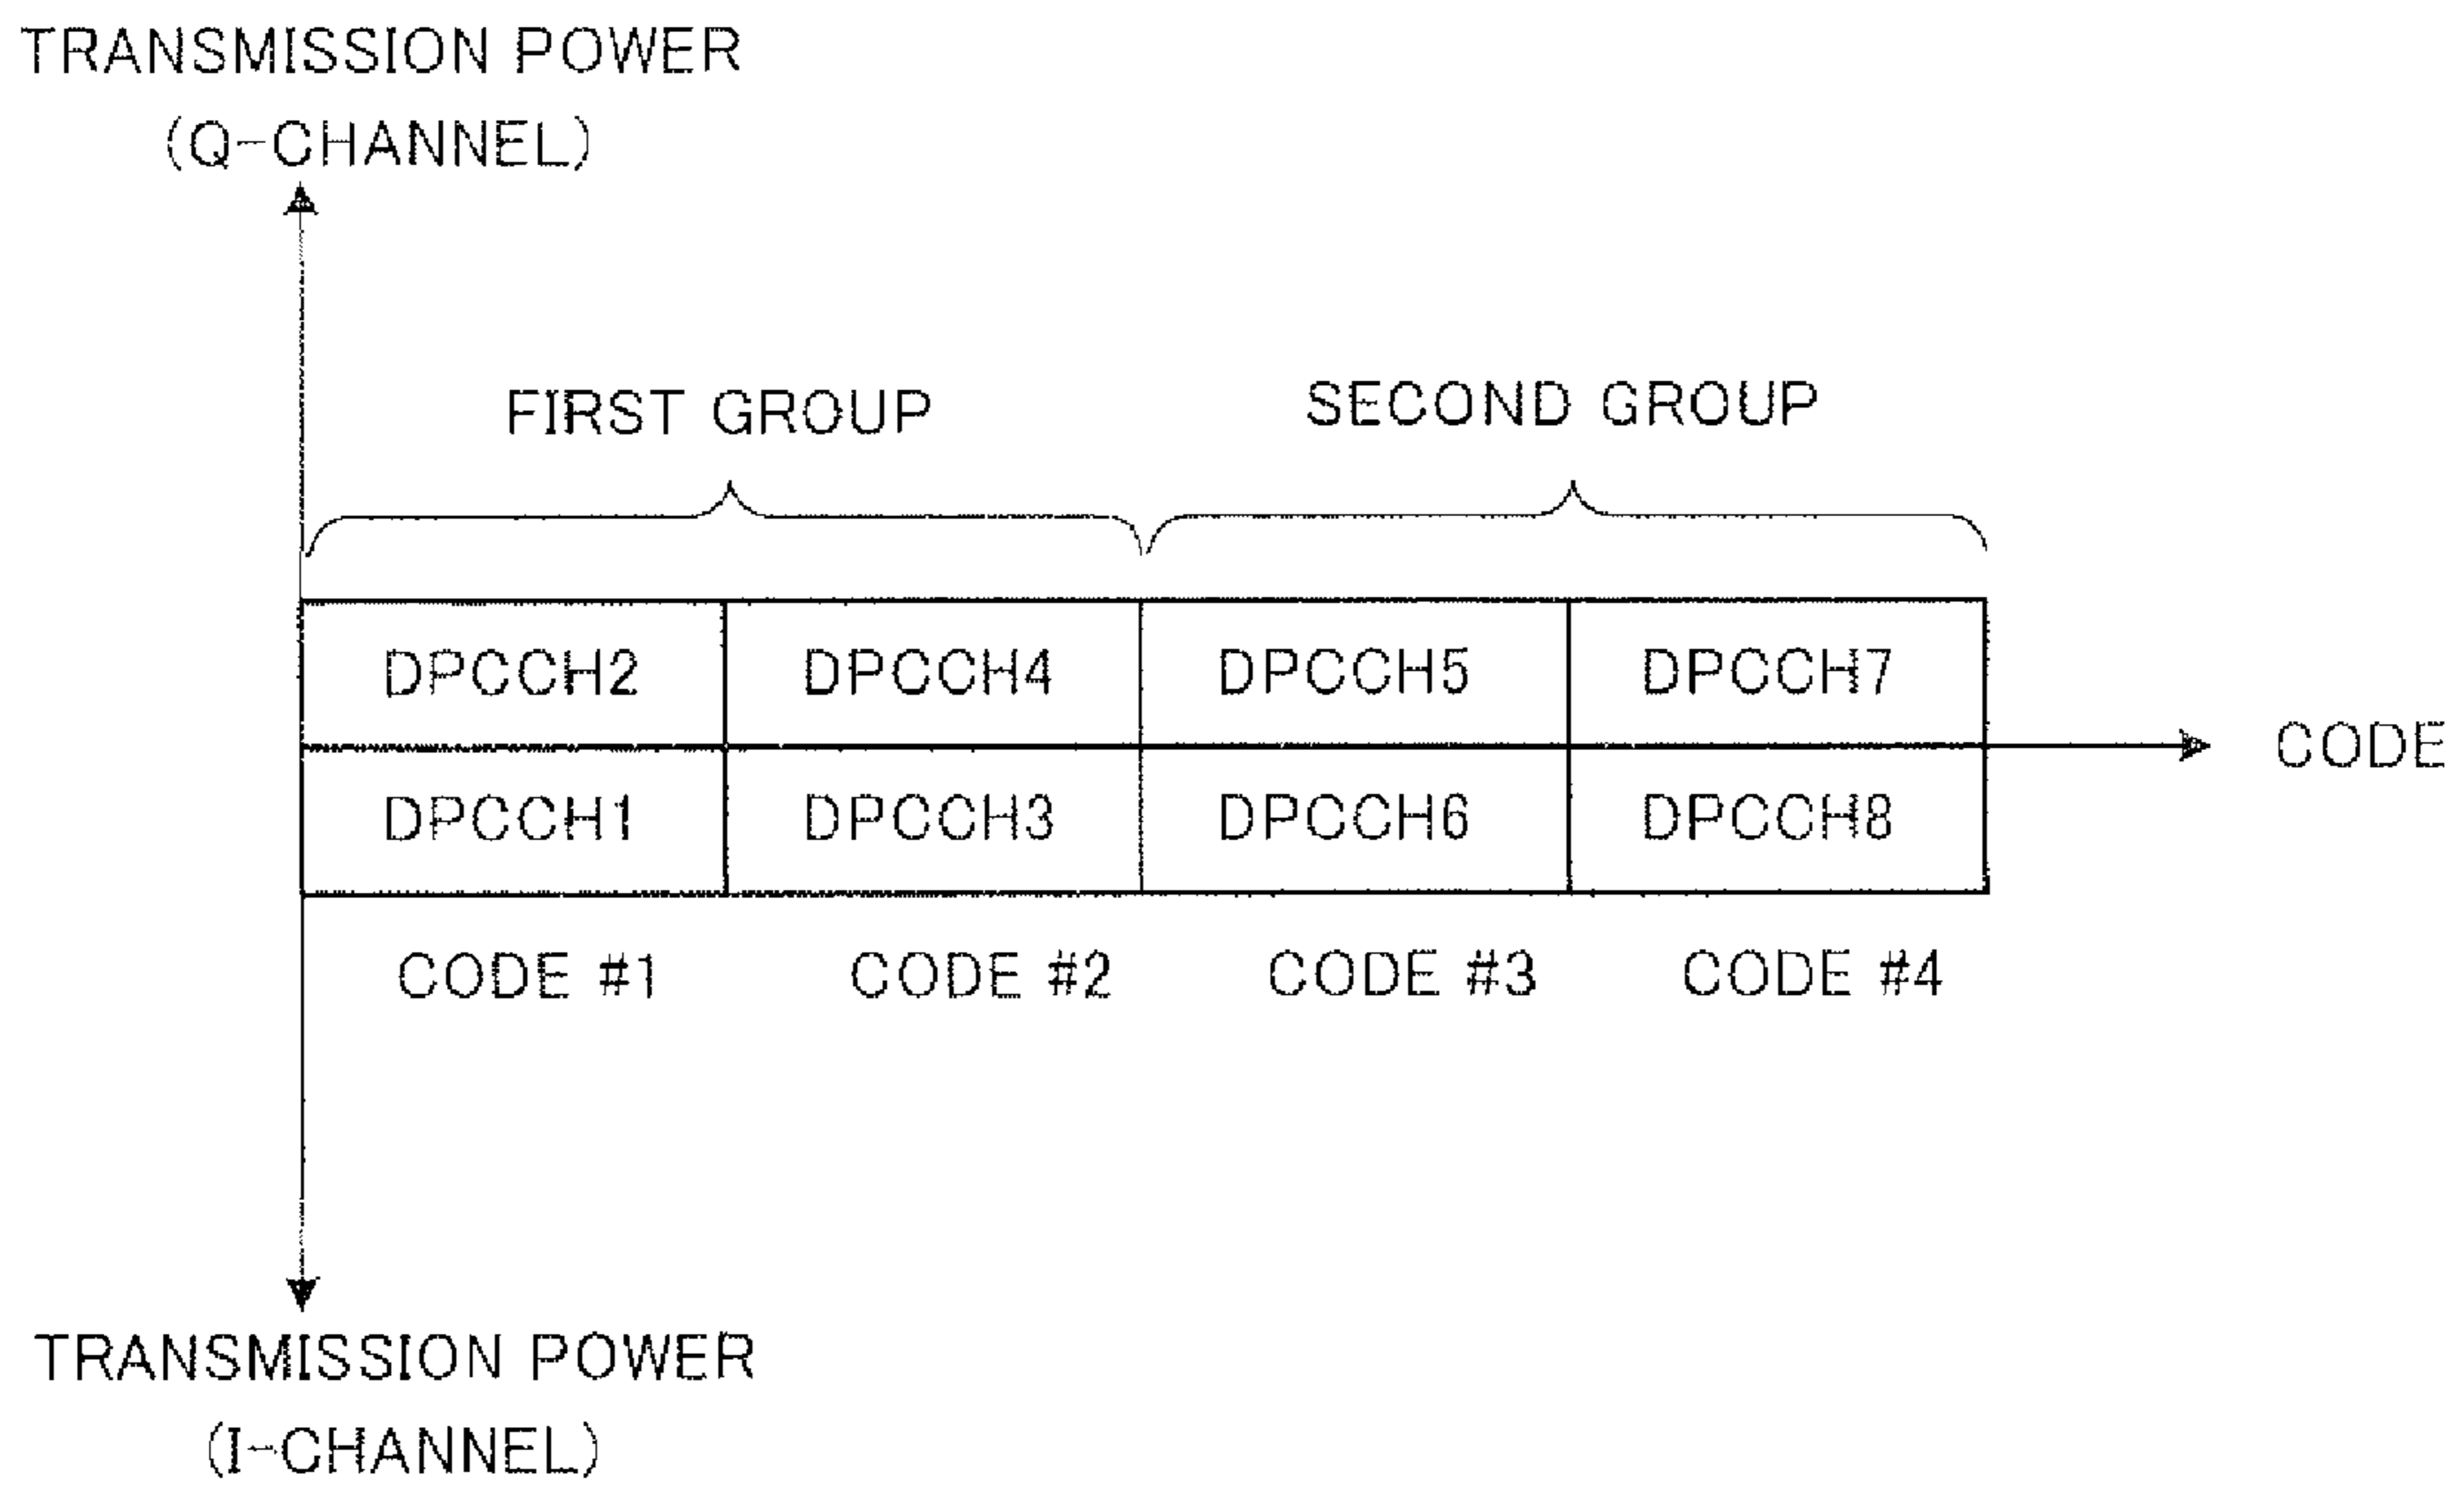 TRANSMISSION POWER
(Q-CHANNEL)
FIRST GROUP
SECOND GROUP
DPCCH2
DPCCH4
DPCCH5
DPCCH7
CODE
DPCCH1
DPCCH3
DPCCH6
DPCCH8
CODE #1
CODE #2
CODE #3
CODE #4
TRANSMISSION POWER
(I-CHANNEL)